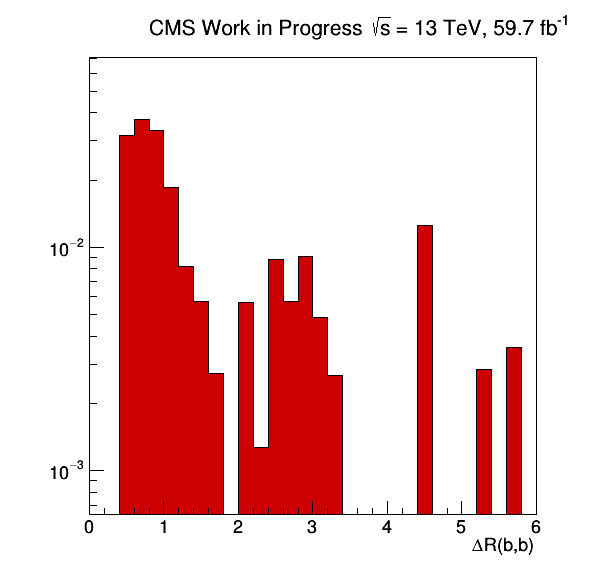 CMS Work in Progress √s = 13 TeV, 59.7 fb⁻¹
10⁻²
10⁻³
0 1 2 3 4 5 6
ΔR(b,b)